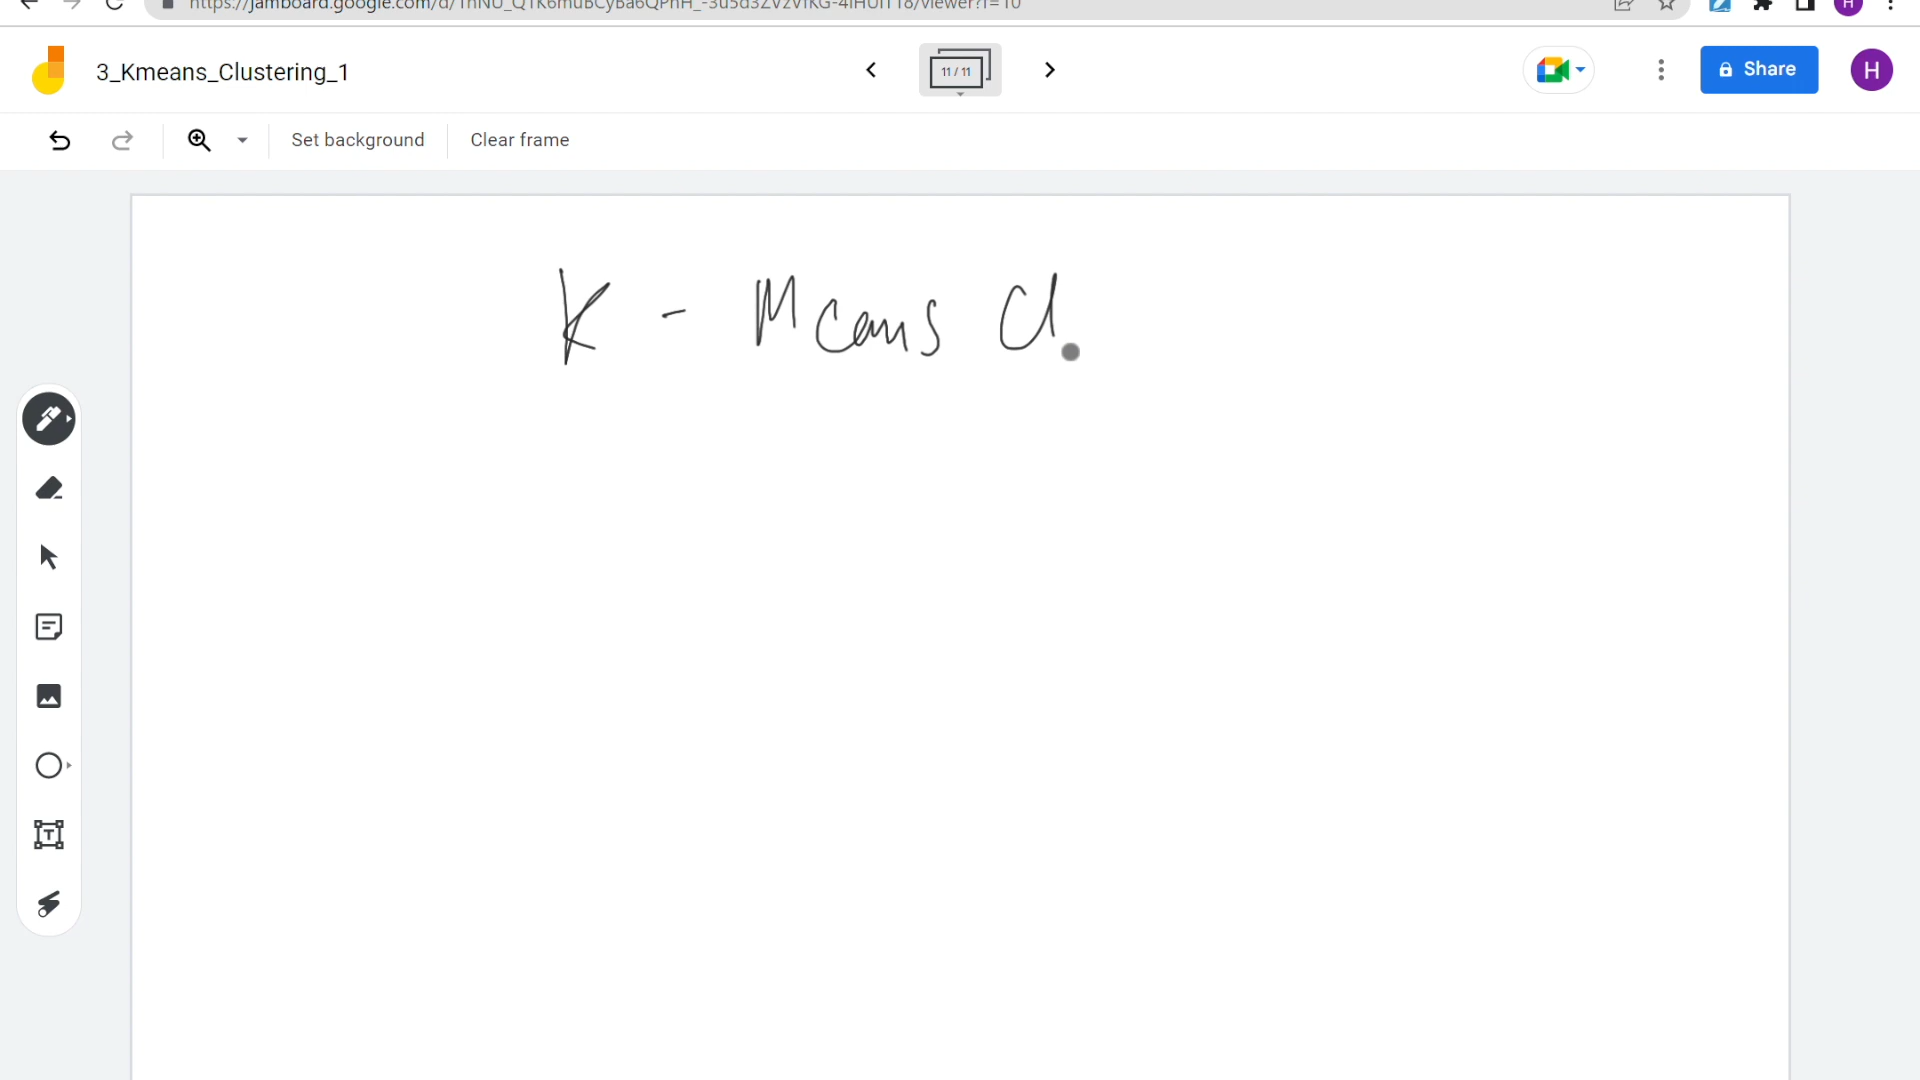 3_Kmeans_Clustering_1
11 / 11
Share
H
Set background
Clear frame
K - Means Cl